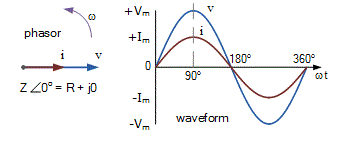 ω
phasor
i v
Z ∠0° = R + j0
+Vm
+Im
0
-Im
-Vm
v
i
90°
180°
360°
ωt
waveform